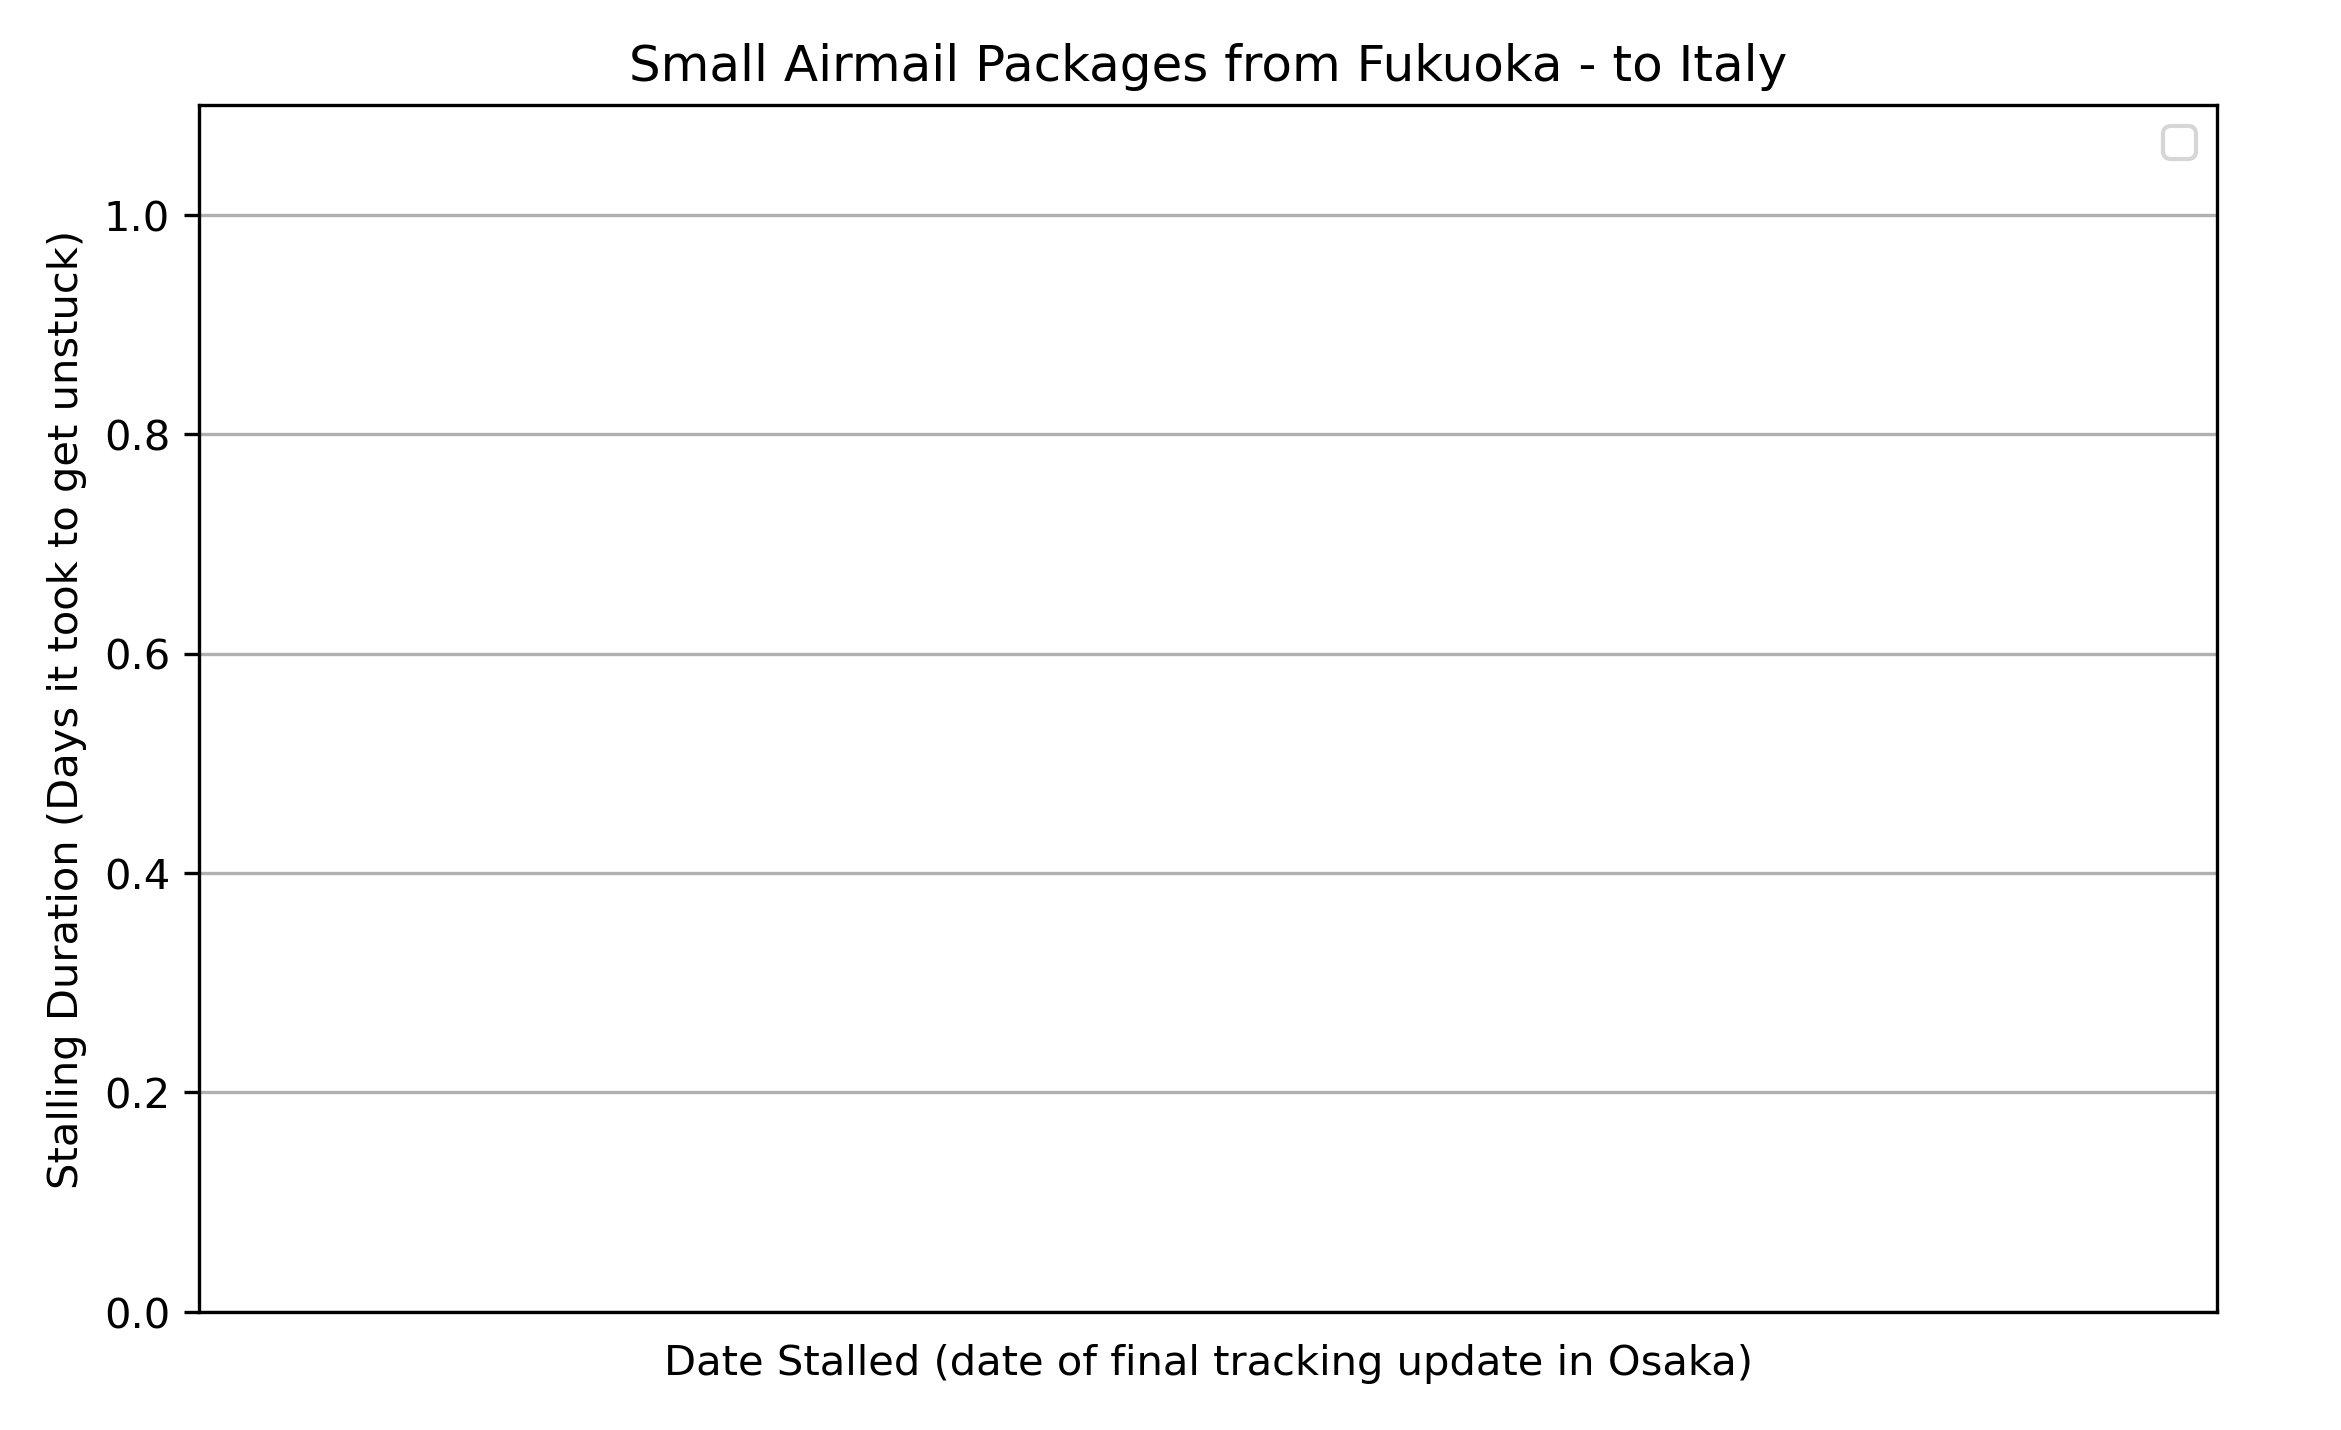 Small Airmail Packages from Fukuoka - to Italy
Stalling Duration (Days it took to get unstuck)
1.0
0.8
0.6
0.4
0.2
0.0
Date Stalled (date of final tracking update in Osaka)